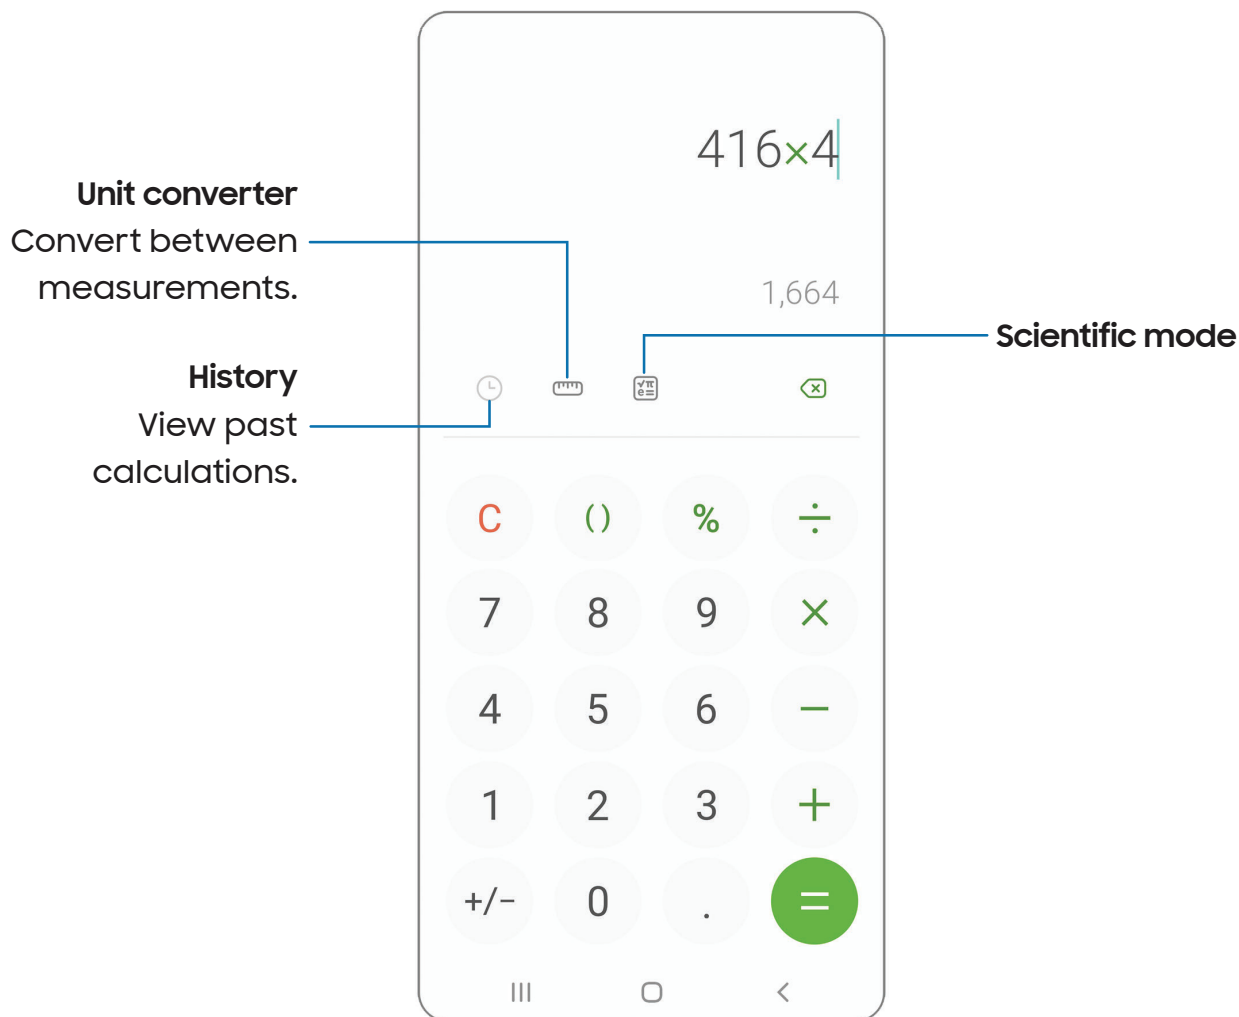 416×4
Unit converter
Convert between
measurements.
1,664
Scientific mode
History
View past
calculations.
√π
e=
C () % ÷
7 8 9 ×
4 5 6 −
1 2 3 +
+/− 0 . =